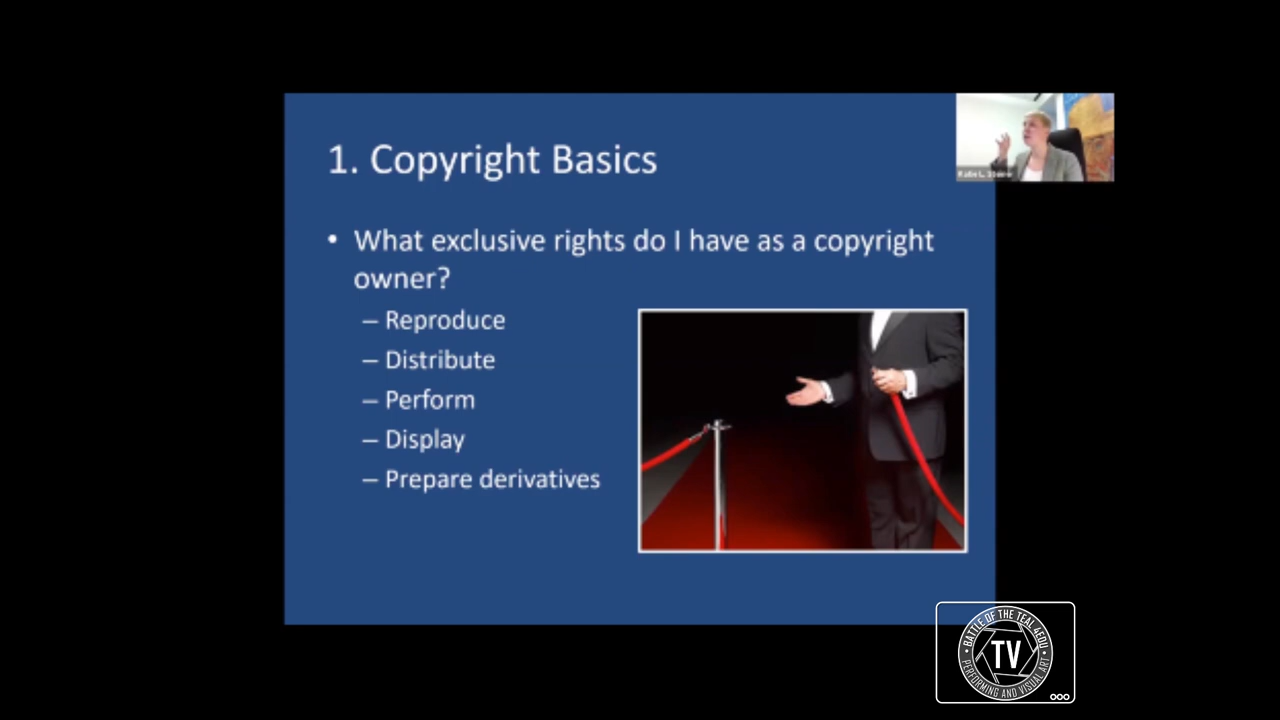 1. Copyright Basics
• What exclusive rights do I have as a copyright
owner?
– Reproduce
– Distribute
– Perform
– Display
– Prepare derivatives
BATTLE OF THE TEAL 4EDU
TV
PERFORMING AND VISUAL ART